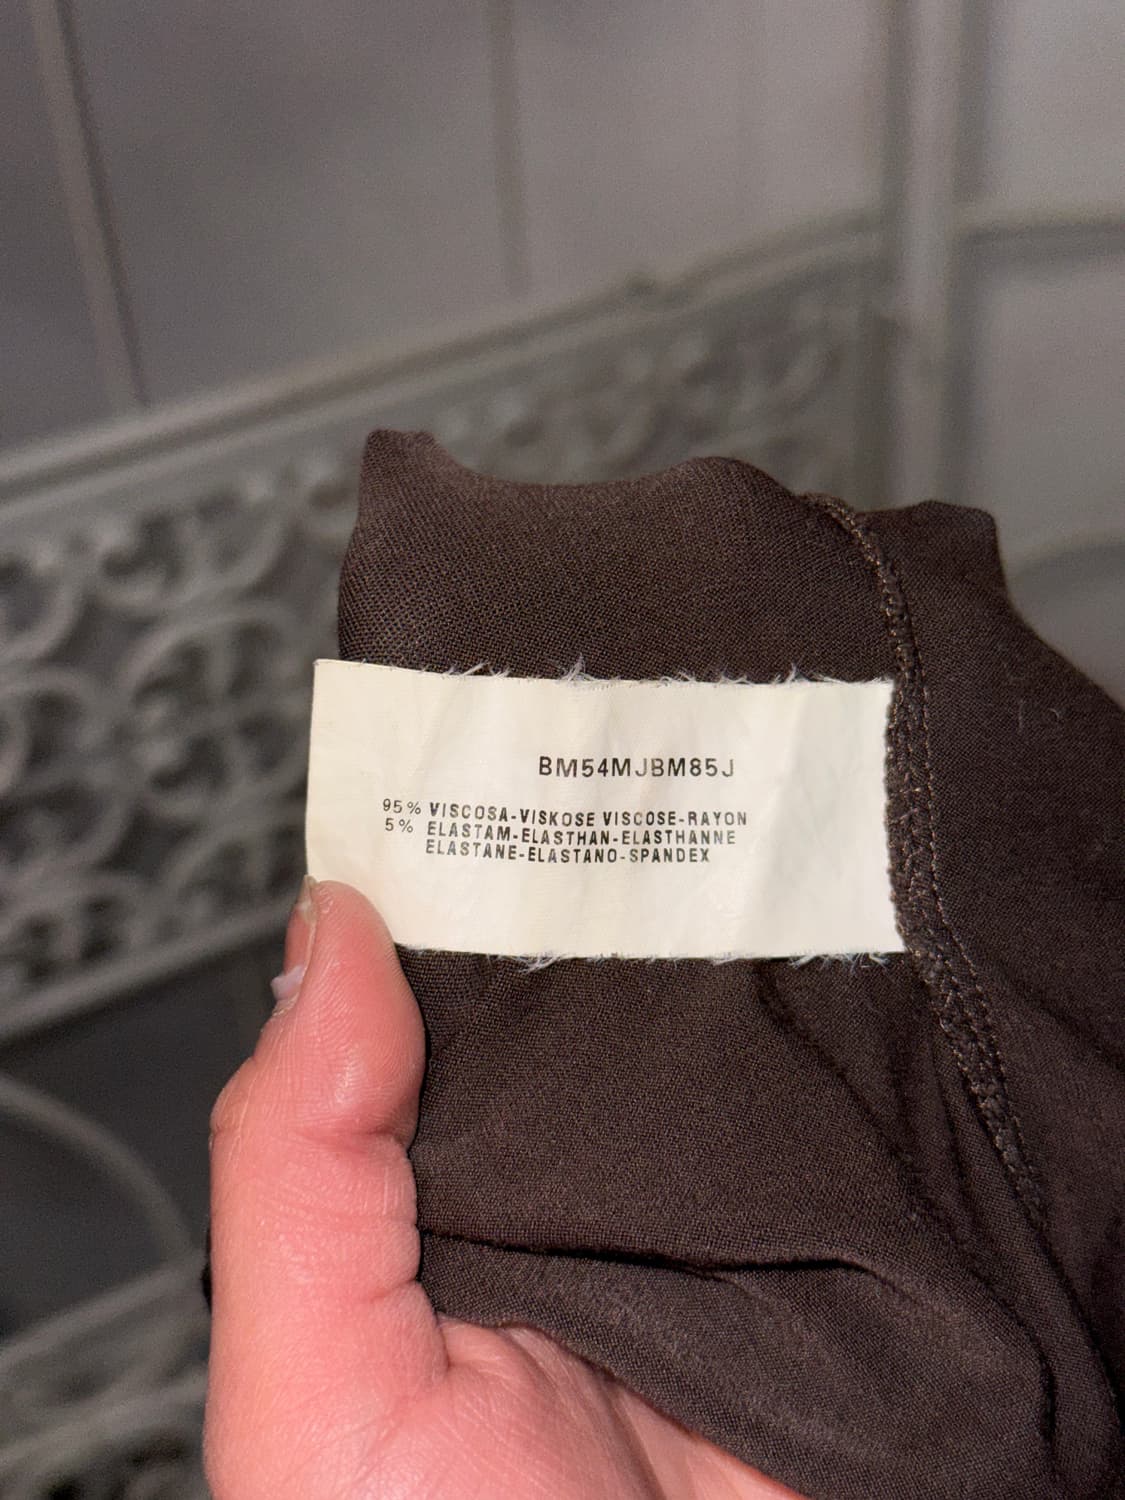 BM54MJBM85J
95% VISCOSA-VISKOSE VISCOSE-RAYON
5% ELASTAM-ELASTHAN-ELASTHANNE
ELASTANE-ELASTANO-SPANDEX